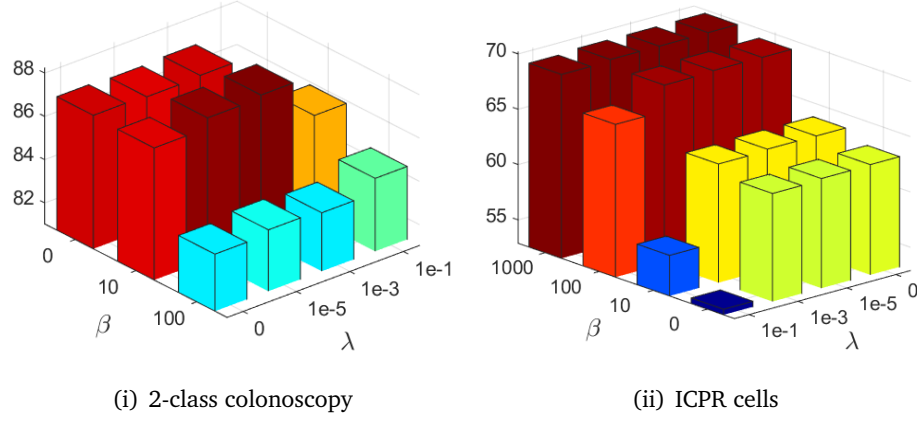 88
86
84
82
0
10
100
β
0
1e-5
1e-3
1e-1
λ
70
65
60
55
1000
100
10
0
β
1e-1
1e-3
1e-5
0
λ
(i) 2-class colonoscopy
(ii) ICPR cells